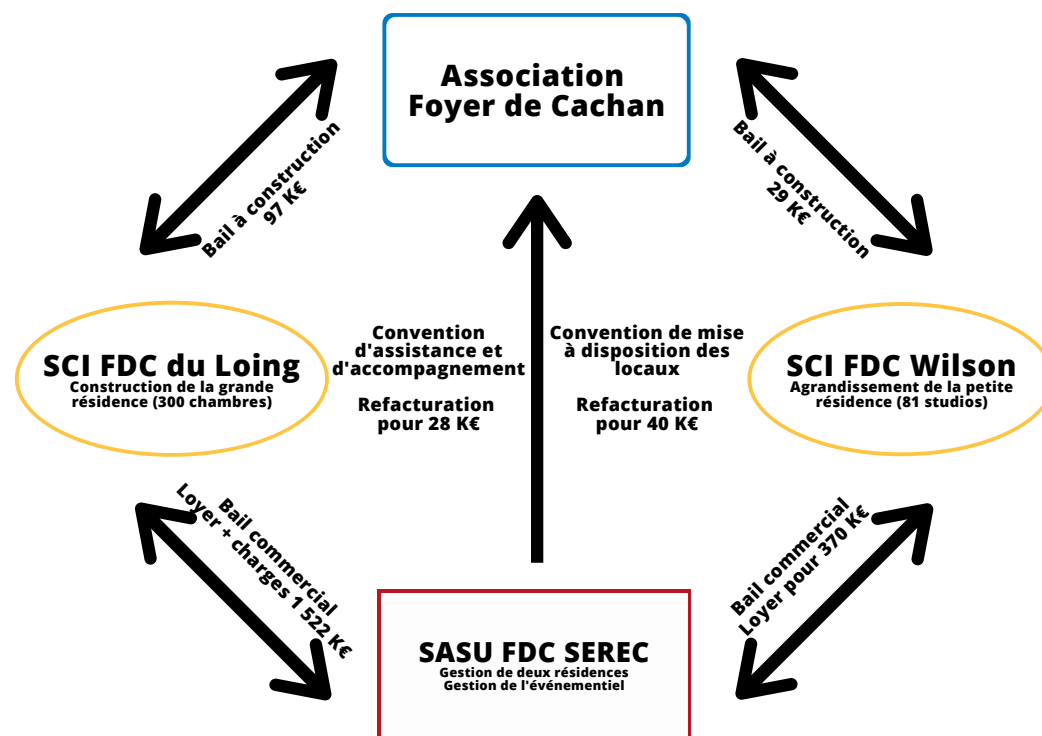 Association
Foyer de Cachan
Bail à construction
97 K€
Bail à construction
29 K€
SCI FDC du Loing
Construction de la grande
résidence (300 chambres)
Convention
d'assistance et
d'accompagnement
Refacturation
pour 28 K€
Convention de mise
à disposition des
locaux
Refacturation
pour 40 K€
SCI FDC Wilson
Agrandissement de la petite
résidence (81 studios)
Bail commercial
Loyer + charges 1 522 K€
Bail commercial
Loyer pour 370 K€
SASU FDC SEREC
Gestion de deux résidences
Gestion de l'événementiel